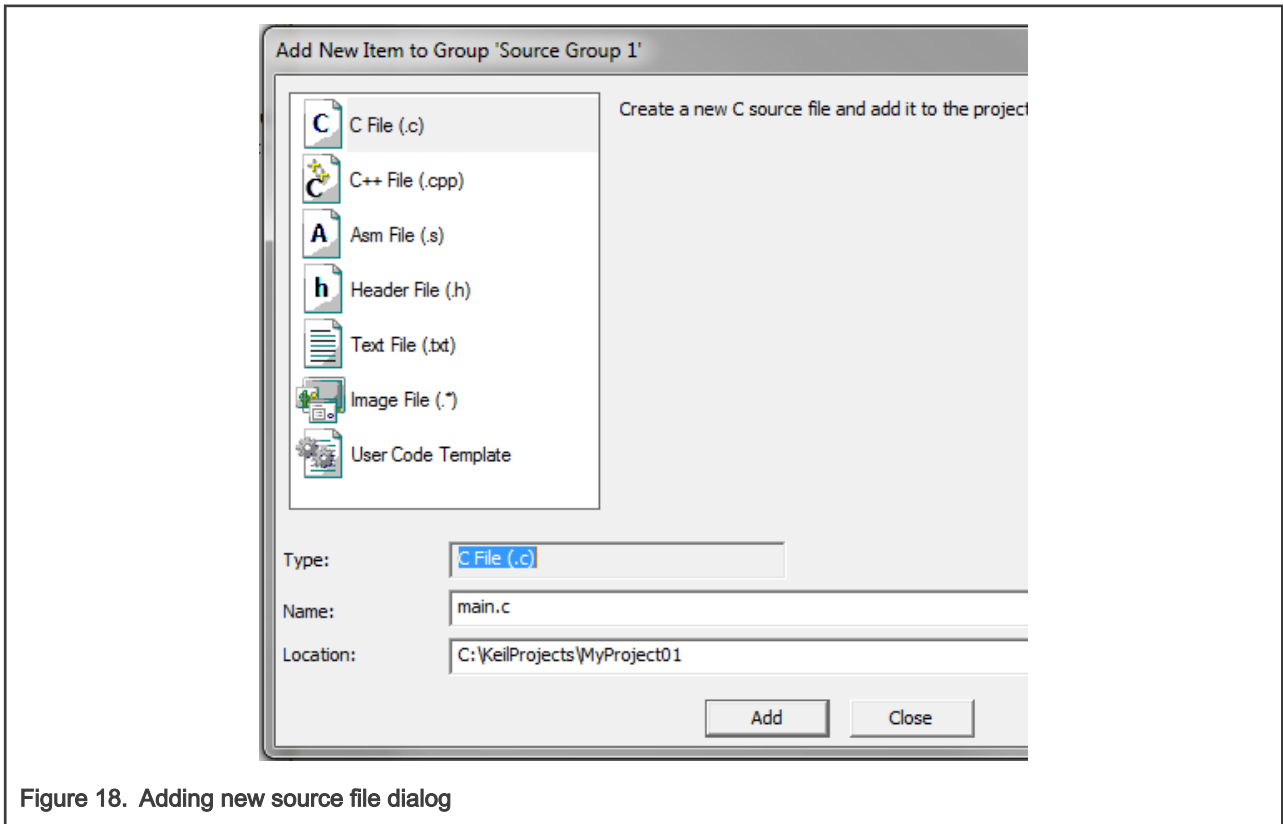 Add New Item to Group 'Source Group 1'
C File (.c)
Create a new C source file and add it to the project
C++ File (.cpp)
Asm File (.s)
Header File (.h)
Text File (.txt)
Image File (.*)
User Code Template
Type:
C File (.c)
Name:
main.c
Location:
C:\KeilProjects\MyProject01
Add
Close
Figure 18. Adding new source file dialog